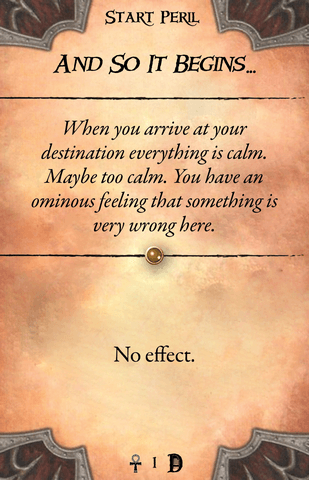 Start Peril
And So It Begins...
When you arrive at your
destination everything is calm.
Maybe too calm. You have an
ominous feeling that something is
very wrong here.
No effect.
☥ 1 D